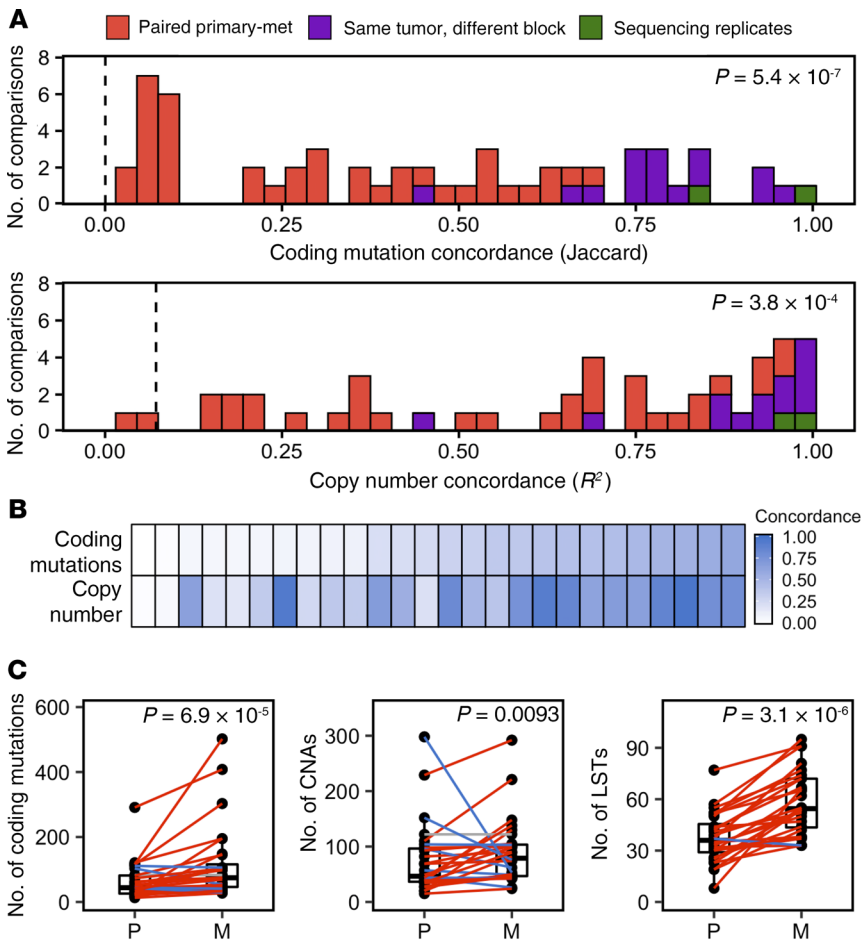 A
Paired primary-met
Same tumor, different block
Sequencing replicates
No. of comparisons
8
6
4
2
0
P = 5.4 × 10⁻⁷
0.00 0.25 0.50 0.75 1.00
Coding mutation concordance (Jaccard)
No. of comparisons
8
6
4
2
0
P = 3.8 × 10⁻⁴
0.00 0.25 0.50 0.75 1.00
Copy number concordance (R²)
B
Coding
mutations
Copy
number
Concordance
1.00
0.75
0.50
0.25
0.00
C
No. of coding mutations
600
400
200
0
P = 6.9 × 10⁻⁵
P M
No. of CNAs
300
200
100
0
P = 0.0093
P M
No. of LSTs
90
60
30
0
P = 3.1 × 10⁻⁶
P M